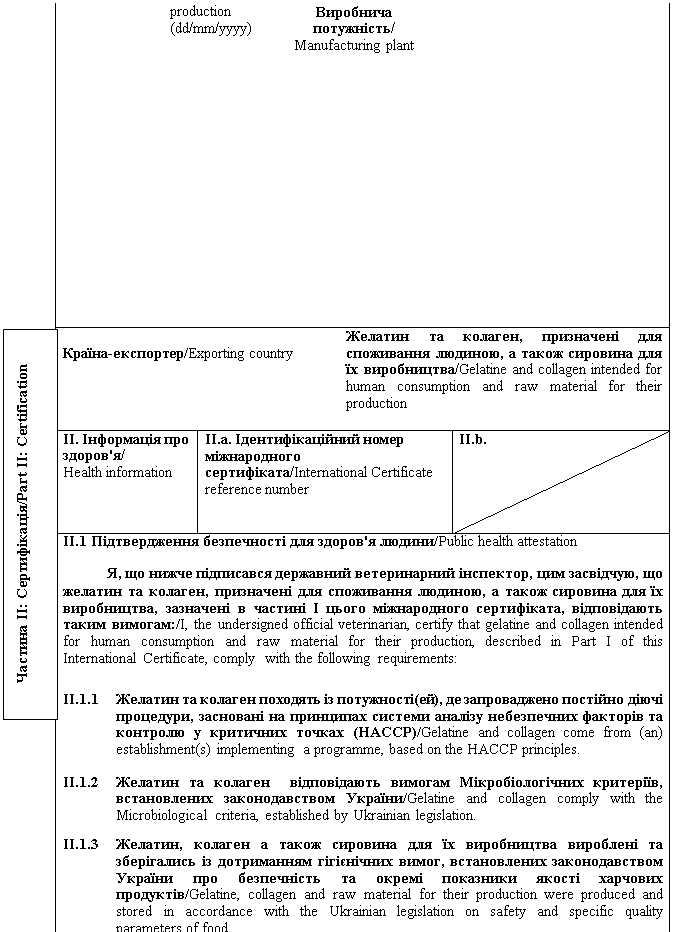 production
(dd/mm/yyyy)
Виробнича
потужність/
Manufacturing plant
Частина II: Сертифікація/Part II: Certification
Країна-експортер/Exporting country
Желатин та колаген, призначені для
споживання людиною, а також сировина для
їх виробництва/Gelatine and collagen intended for
human consumption and raw material for their
production
II. Інформація про
здоров'я/
Health information
II.a. Ідентифікаційний номер
міжнародного
сертифіката/International Certificate
reference number
II.b.
II.1 Підтвердження безпечності для здоров'я людини/Public health attestation
Я, що нижче підписався державний ветеринарний інспектор, цим засвідчую, що
желатин та колаген, призначені для споживання людиною, а також сировина для їх
виробництва, зазначені в частині I цього міжнародного сертифіката, відповідають
таким вимогам:/I, the undersigned official veterinarian, certify that gelatine and collagen intended
for human consumption and raw material for their production, described in Part I of this
International Certificate, comply with the following requirements:
II.1.1 Желатин та колаген походять із потужності(ей), де запроваджено постійно діючі
процедури, засновані на принципах системи аналізу небезпечних факторів та
контролю у критичних точках (HACCP)/Gelatine and collagen come from (an)
establishment(s) implementing a programme, based on the HACCP principles.
II.1.2 Желатин та колаген відповідають вимогам Мікробіологічних критеріїв,
встановлених законодавством України/Gelatine and collagen comply with the
Microbiological criteria, established by Ukrainian legislation.
II.1.3 Желатин, колаген а також сировина для їх виробництва вироблені та
зберігались із дотриманням гігієнічних вимог, встановлених законодавством
України про безпечність та окремі показники якості харчових
продуктів/Gelatine, collagen and raw material for their production were produced and
stored in accordance with the Ukrainian legislation on safety and specific quality
parameters of food